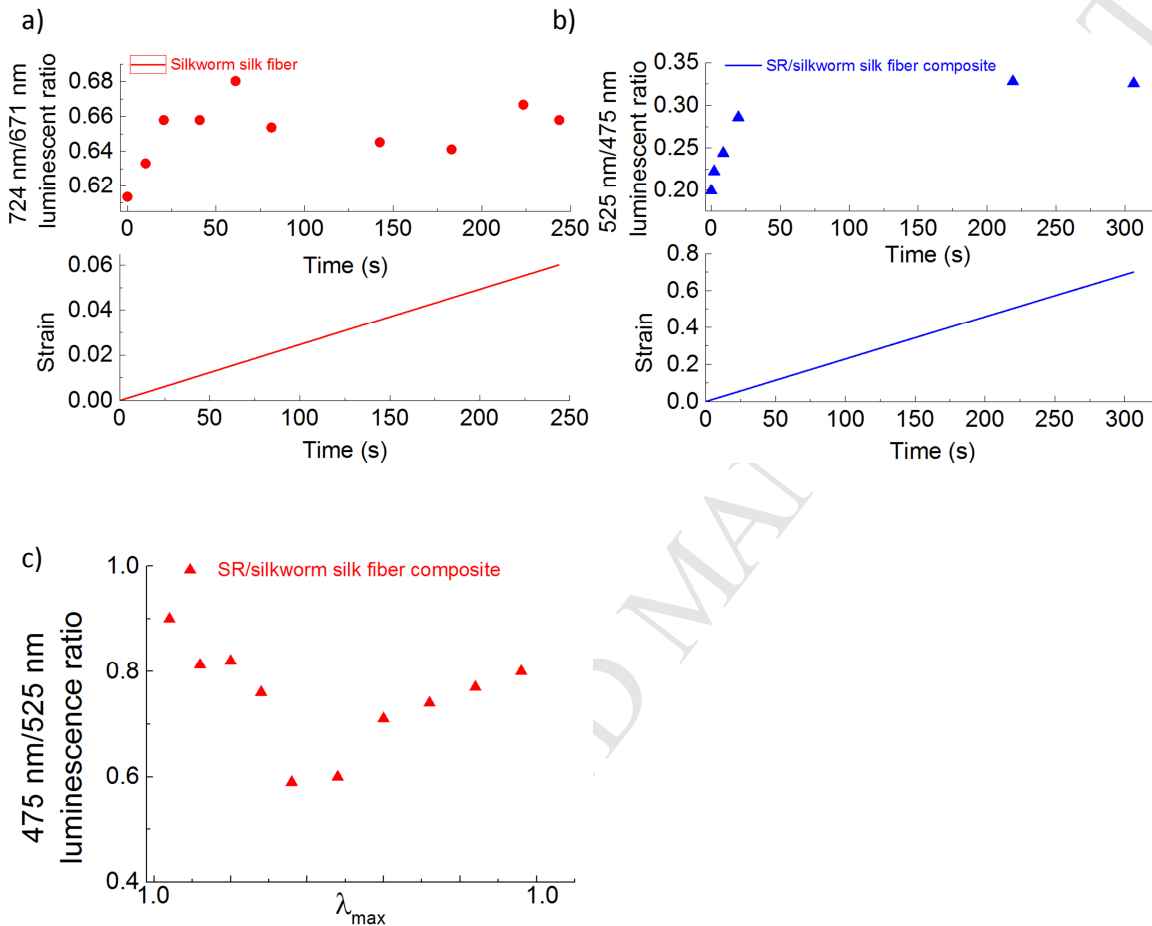 a)
Silkworm silk fiber
724 nm/671 nm
luminescent ratio
0.68
0.66
0.64
0.62
0 50 100 150 200 250
Time (s)
Strain
0.06
0.04
0.02
0.00
0 50 100 150 200 250
Time (s)
b)
SR/silkworm silk fiber composite
525 nm/475 nm
luminescent ratio
0.35
0.30
0.25
0.20
0 50 100 150 200 250 300
Time (s)
Strain
0.8
0.6
0.4
0.2
0.0
0 50 100 150 200 250 300
Time (s)
c)
SR/silkworm silk fiber composite
475 nm/525 nm
luminescence ratio
1.0
0.8
0.6
0.4
1.0 1.0
λmax
D MA
T